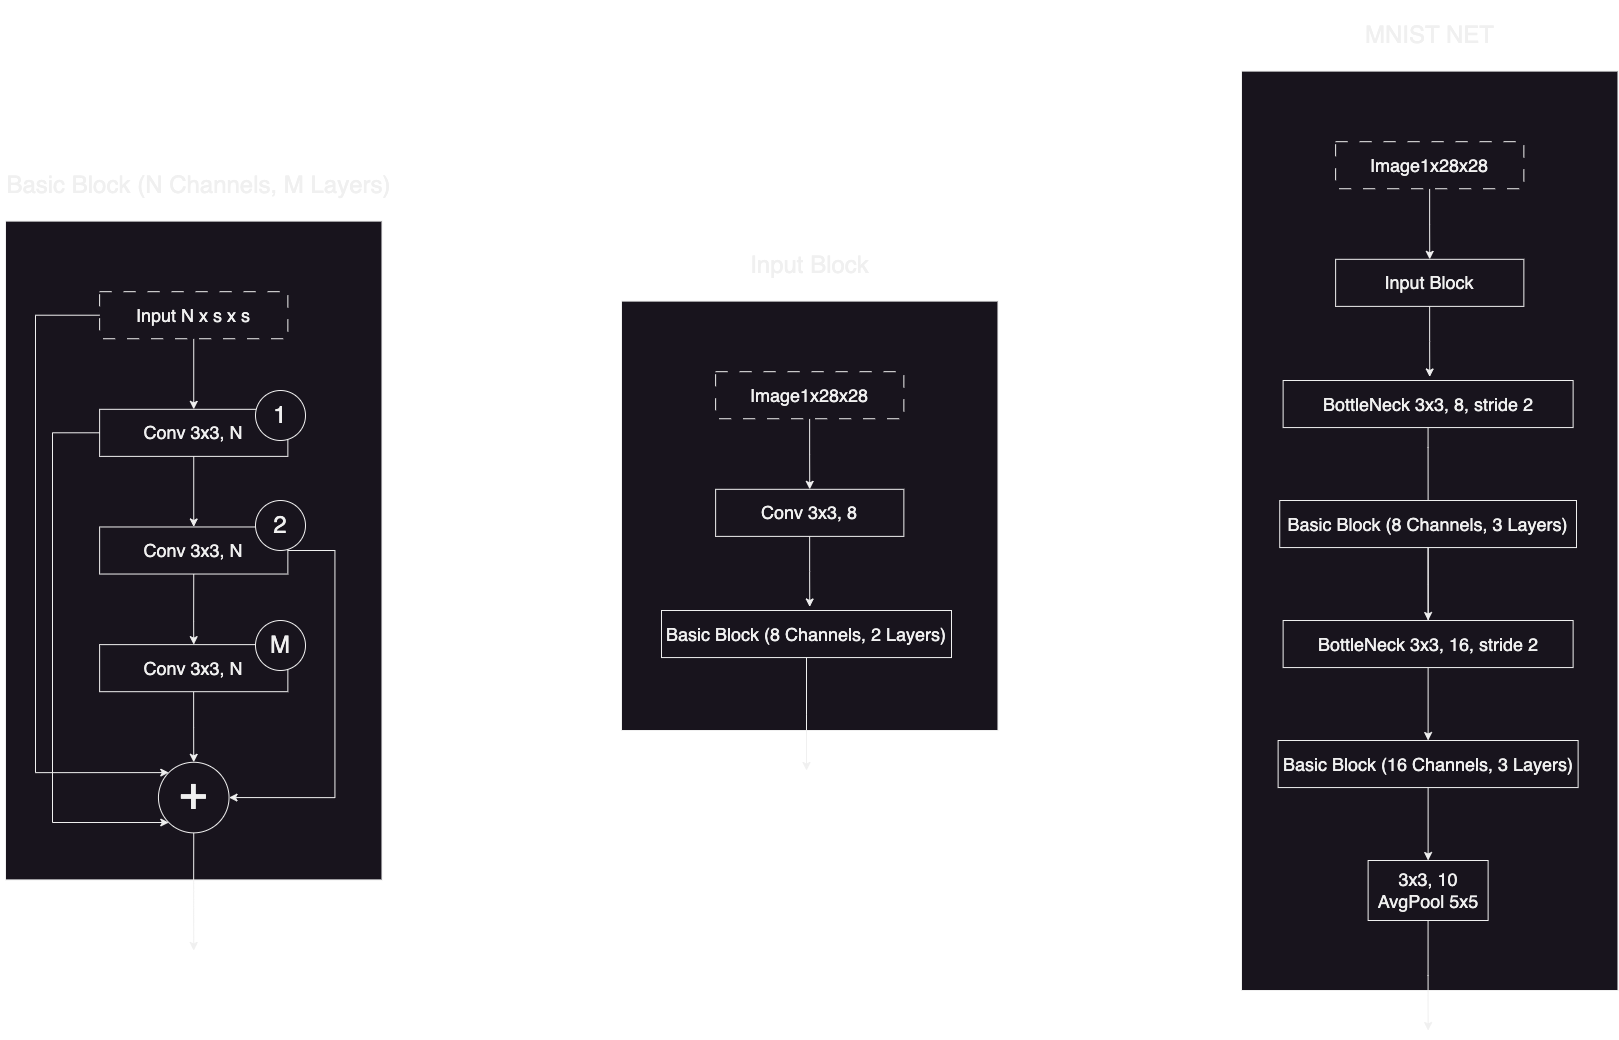 Basic Block (N Channels, M Layers)
Input N x s x s
1
Conv 3x3, N
2
Conv 3x3, N
M
Conv 3x3, N
+
Input Block
Image1x28x28
Conv 3x3, 8
Basic Block (8 Channels, 2 Layers)
MNIST NET
Image1x28x28
Input Block
BottleNeck 3x3, 8, stride 2
Basic Block (8 Channels, 3 Layers)
BottleNeck 3x3, 16, stride 2
Basic Block (16 Channels, 3 Layers)
3x3, 10
AvgPool 5x5